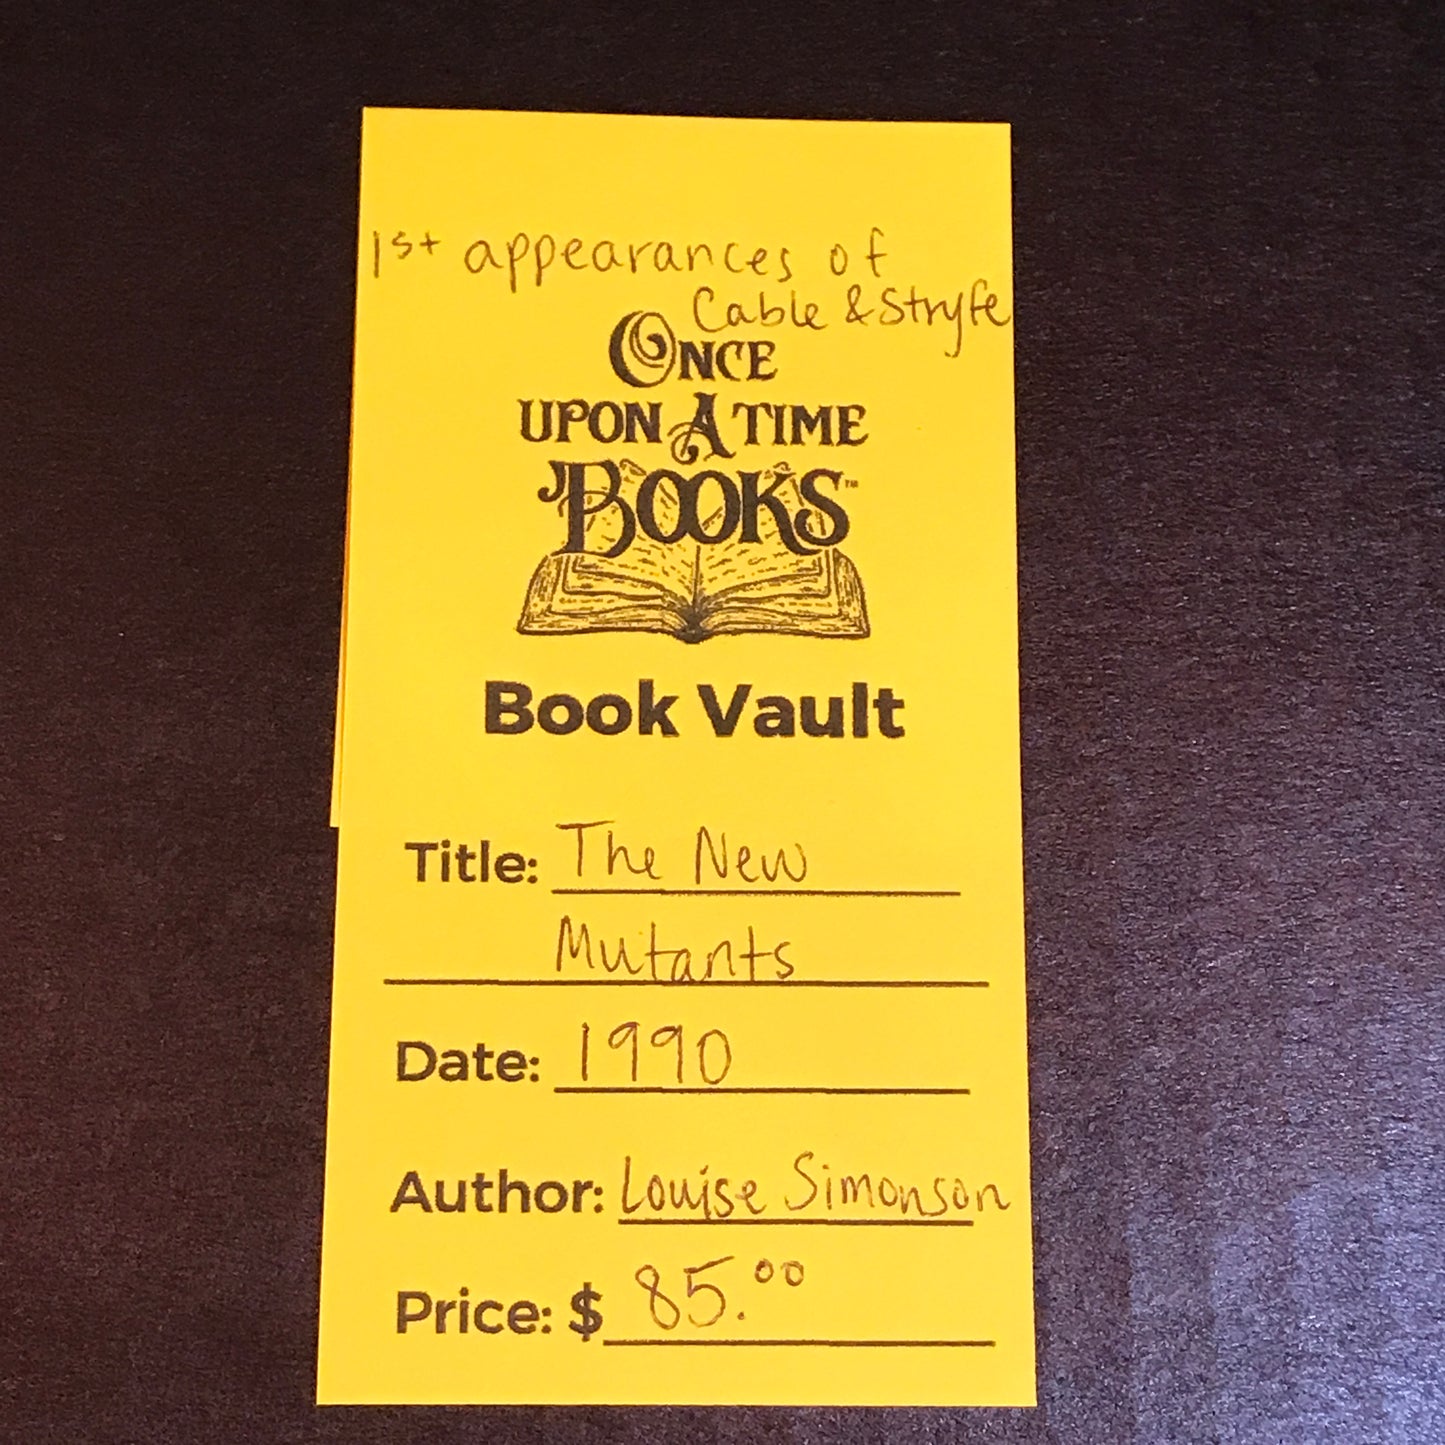 1st appearances of
Cable & Stryfe
ONCE
UPON A TIME
BOOKS™
Book Vault
Title: The New
Mutants
Date: 1990
Author: Louise Simonson
Price: $ 85.00